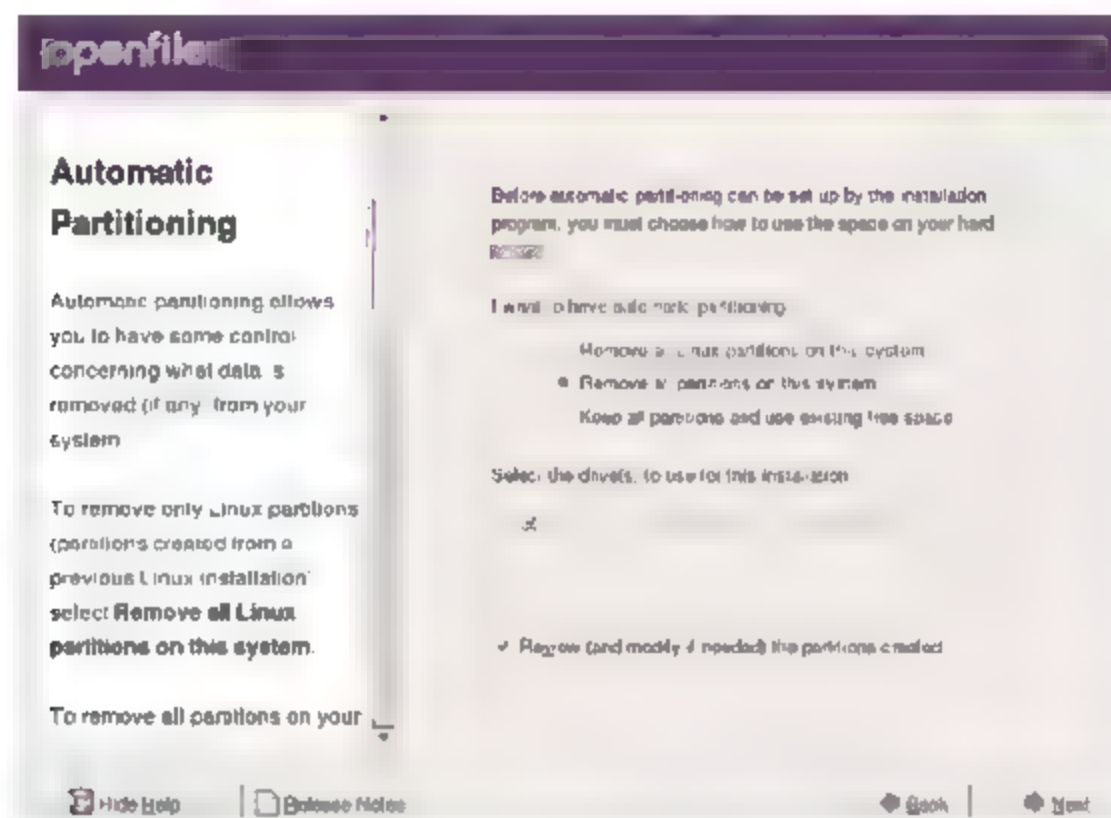 openfiler
Automatic
Partitioning
Automatic partitioning allows
you to have some control
concerning what data is
removed (if any) from your
system.
To remove only Linux partitions
(partitions created from a
previous Linux installation)
select Remove all Linux
partitions on this system.
To remove all partitions on your
Before automatic partitioning can be set up by the installation
program, you must choose how to use the space on your hard
I want to have automatic partitioning
Remove all Linux partitions on this system
Remove all partitions on this system
Keep all partitions and use existing free space
Select the drive(s) to use for this installation
Review (and modify if needed) the partitions created
Hide Help
Release Notes
Back
Next